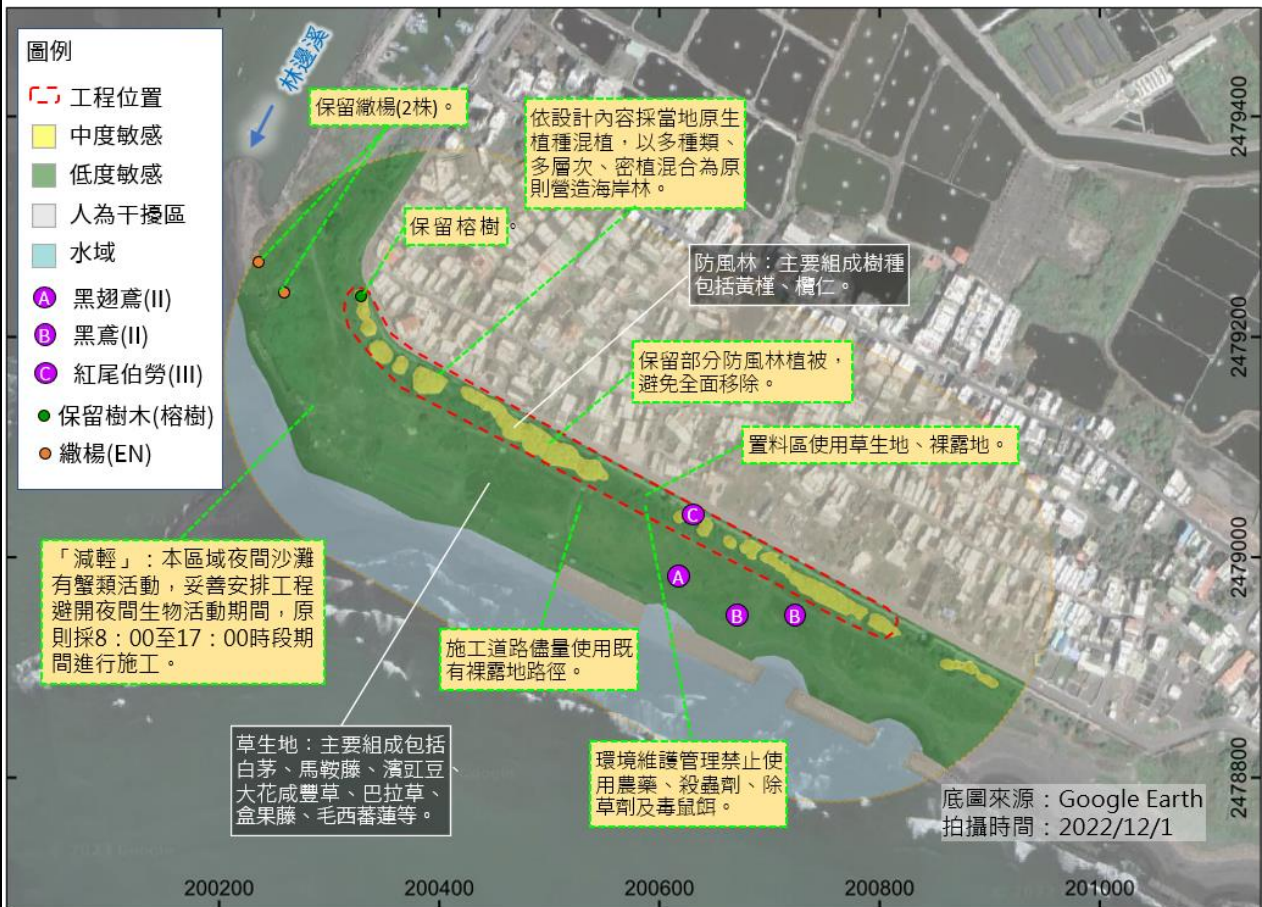 圖例
工程位置
中度敏感
低度敏感
人為干擾區
水域
A 黑翅鳶(II)
B 黑鳶(II)
C 紅尾伯勞(III)
保留樹木(榕樹)
繖楊(EN)
林邊溪
保留繖楊(2株)。
依設計內容採當地原生
植種混植，以多種類、
多層次、密植混合為原
則營造海岸林。
保留榕樹。
防風林：主要組成樹種
包括黃槿、欖仁。
保留部分防風林植被，
避免全面移除。
置料區使用草生地、裸露地。
C
A
B
B
「減輕」：本區域夜間沙灘
有蟹類活動，妥善安排工程
避開夜間生物活動期間，原
則採8：00至17：00時段期
間進行施工。
施工道路儘量使用既
有裸露地路徑。
草生地：主要組成包括
白茅、馬鞍藤、濱豇豆、
大花咸豐草、巴拉草、
盒果藤、毛西番蓮等。
環境維護管理禁止使
用農藥、殺蟲劑、除
草劑及毒鼠餌。
底圖來源：Google Earth
拍攝時間：2022/12/1
2479400
2479200
2479000
2478800
200200
200400
200600
200800
201000